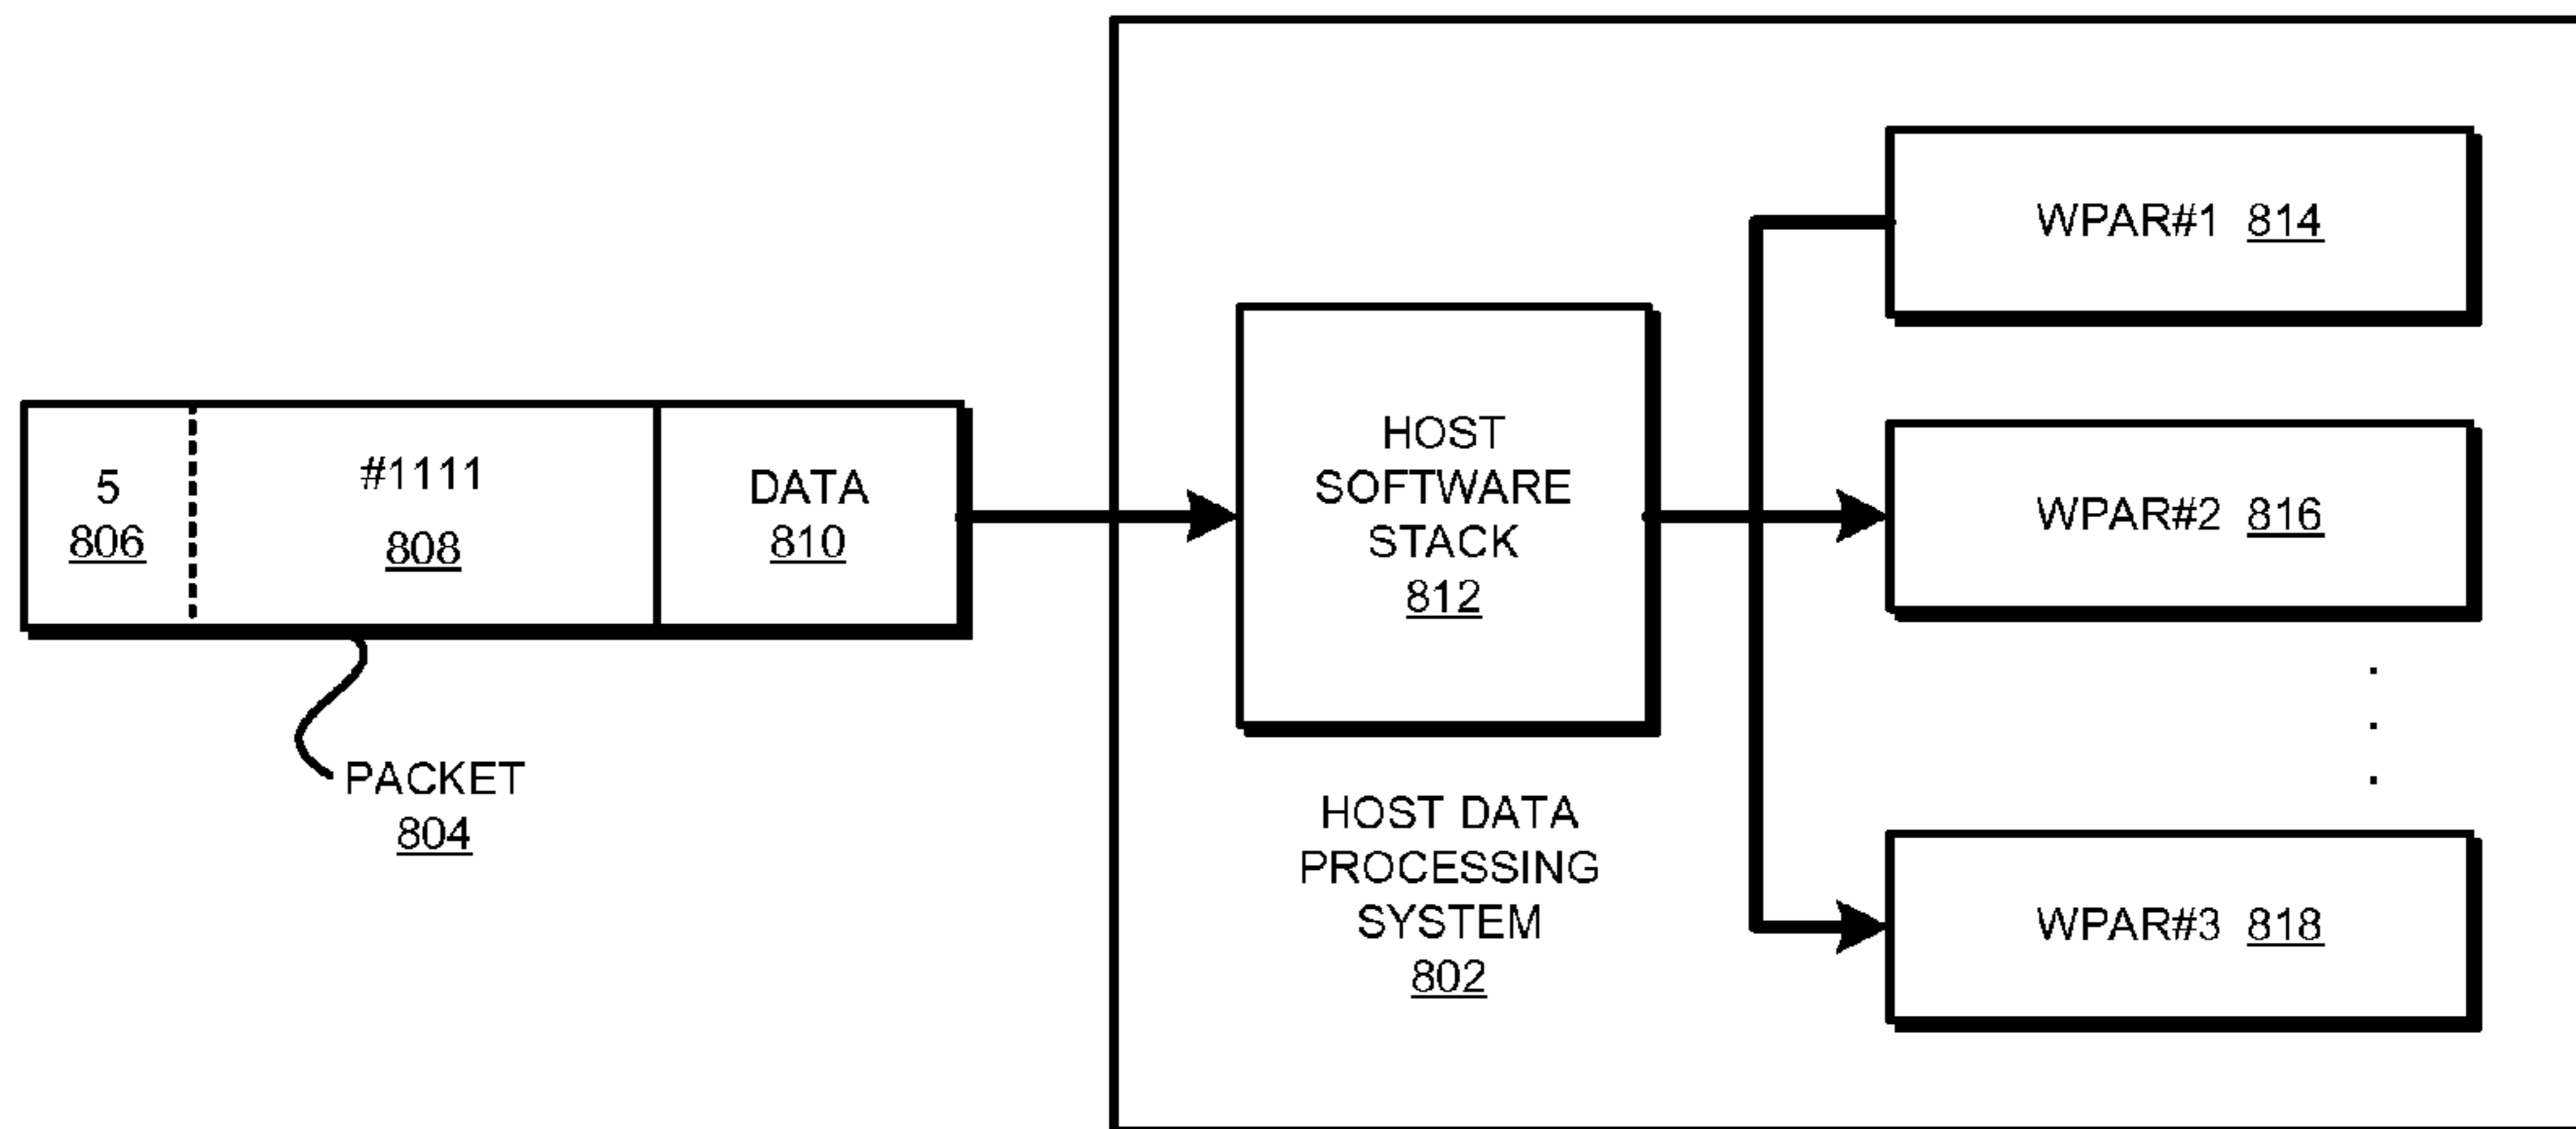 5
806
#1111
808
DATA
810
PACKET
804
HOST
SOFTWARE
STACK
812
HOST DATA
PROCESSING
SYSTEM
802
WPAR#1 814
WPAR#2 816
WPAR#3 818